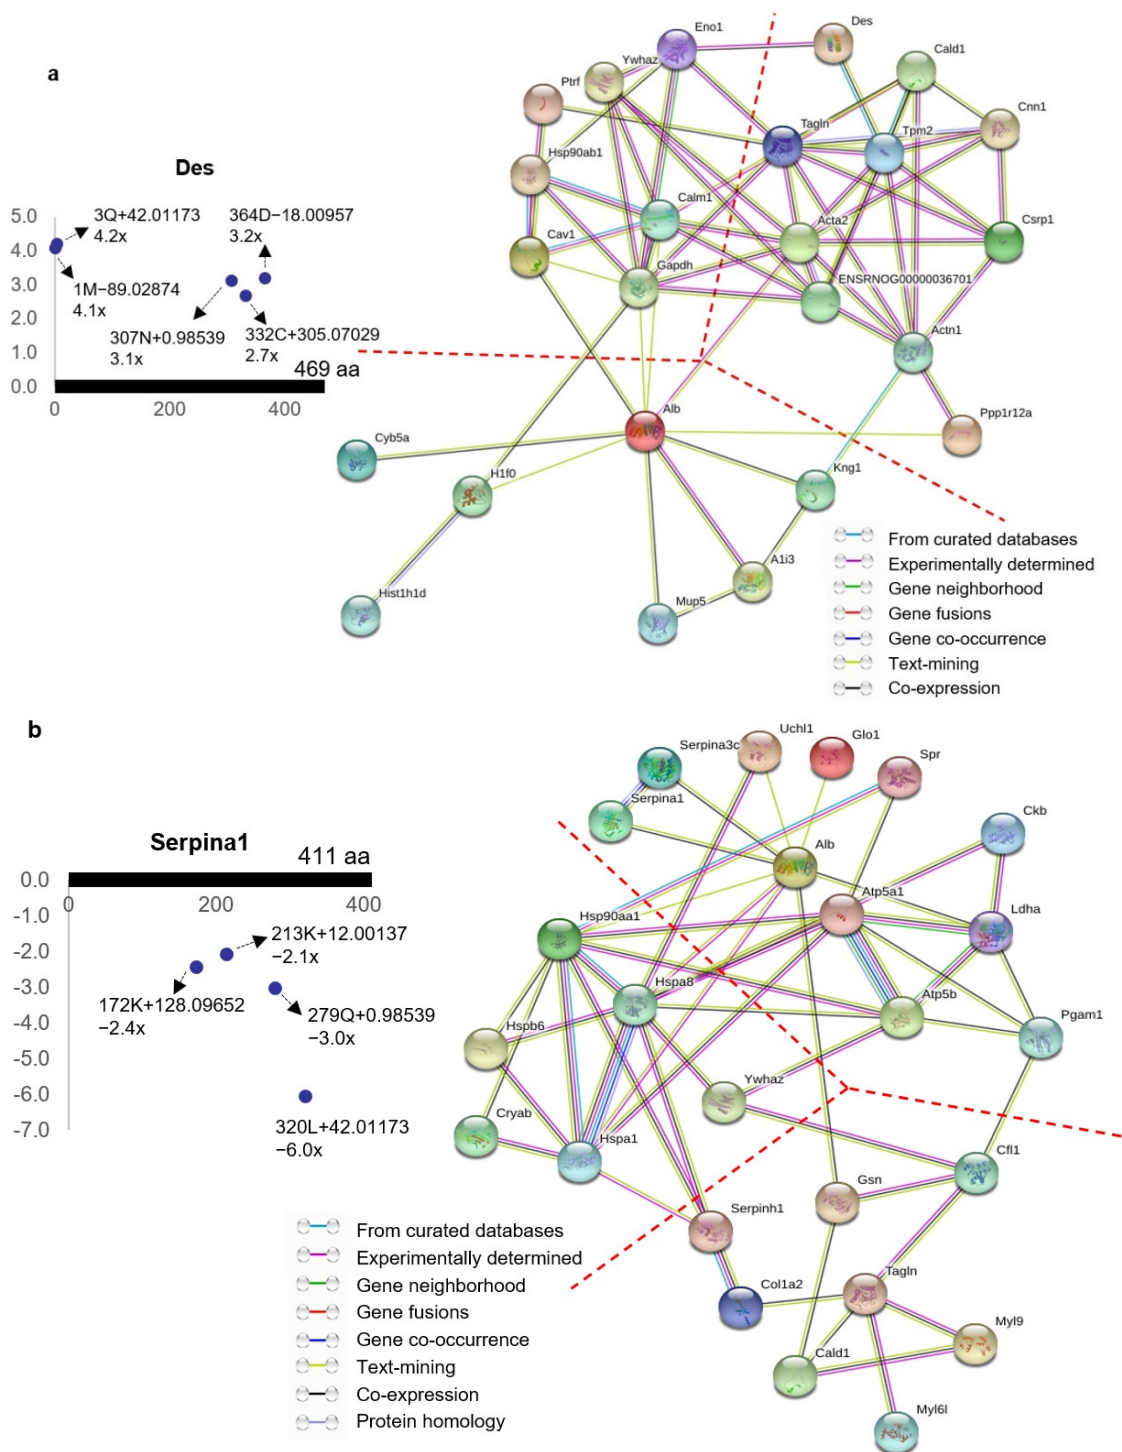 a
Des
5.0
4.0
3.0
2.0
1.0
0.0
3Q+42.01173
4.2x
364D−18.00957
3.2x
1M−89.02874
4.1x
307N+0.98539
3.1x
332C+305.07029
2.7x
469 aa
0
200
400
Eno1
Des
Ywhaz
Cald1
Ptrf
Cnn1
Tagln
Tpm2
Hsp90ab1
Calm1
Acta2
Csrp1
Cav1
Gapdh
ENSRNOG00000036701
Actn1
Alb
Ppp1r12a
Cyb5a
H1f0
Kng1
A1i3
Hist1h1d
Mup5
From curated databases
Experimentally determined
Gene neighborhood
Gene fusions
Gene co-occurrence
Text-mining
Co-expression
b
Serpina1
411 aa
0.0
-1.0
-2.0
-3.0
-4.0
-5.0
-6.0
-7.0
0
200
400
213K+12.00137
−2.1x
172K+128.09652
−2.4x
279Q+0.98539
−3.0x
320L+42.01173
−6.0x
Uchl1
Glo1
Serpina3c
Spr
Serpina1
Ckb
Alb
Atp5a1
Ldha
Hsp90aa1
Hspa8
Atp5b
Pgam1
Hspb6
Ywhaz
Cryab
Hspa1
Cfl1
Gsn
Serpinh1
Tagln
Col1a2
Myl9
Cald1
Myl6l
From curated databases
Experimentally determined
Gene neighborhood
Gene fusions
Gene co-occurrence
Text-mining
Co-expression
Protein homology